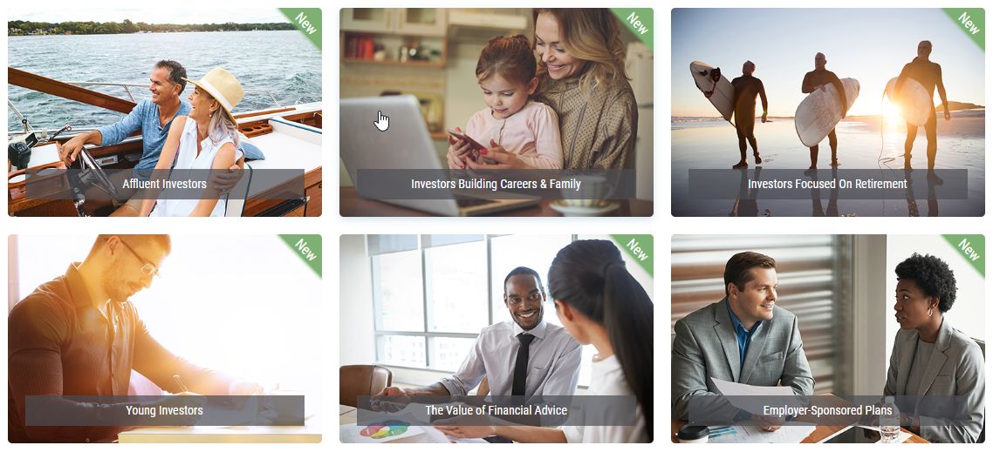 New
New
New
Affluent Investors
Investors Building Careers & Family
Investors Focused On Retirement
New
New
New
Young Investors
The Value of Financial Advice
Employer-Sponsored Plans